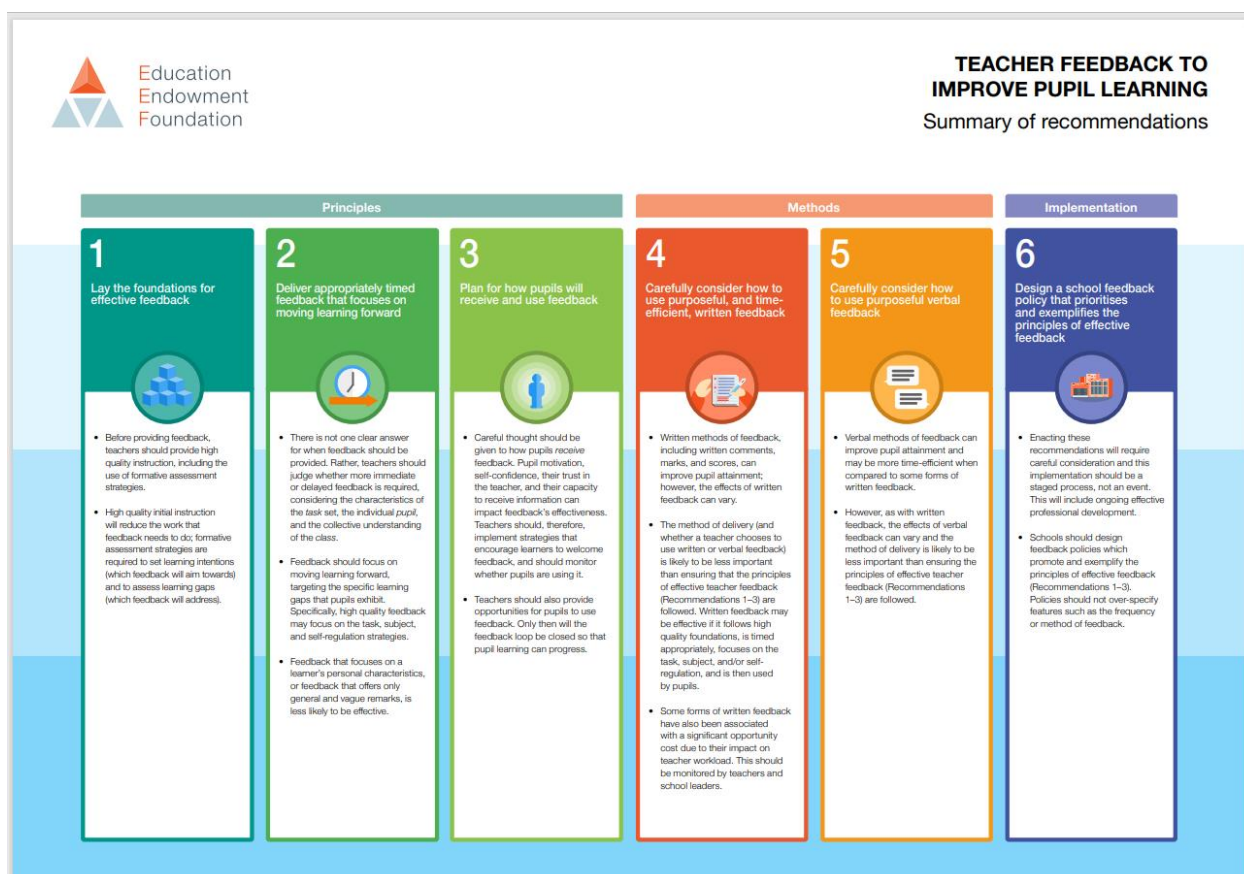 Education
Endowment
Foundation
TEACHER FEEDBACK TO
IMPROVE PUPIL LEARNING
Summary of recommendations
Principles
Methods
Implementation
1
Lay the foundations for
effective feedback
• Before providing feedback,
teachers should provide high
quality instruction, including the
use of formative assessment
strategies.
• High quality initial instruction
will reduce the work that
feedback needs to do; formative
assessment strategies are
required to set learning intentions
(which feedback will aim towards)
and to assess learning gaps
(which feedback will address).
2
Deliver appropriately timed
feedback that focuses on
moving learning forward
• There is not one clear answer
for when feedback should be
provided. Rather, teachers should
judge whether more immediate
or delayed feedback is required,
considering the characteristics of
the task set, the individual pupil,
and the collective understanding
of the class.
• Feedback should focus on
moving learning forward,
targeting the specific learning
gaps that pupils exhibit.
Specifically, high quality feedback
may focus on the task, subject,
and self-regulation strategies.
• Feedback that focuses on a
learner's personal characteristics,
or feedback that offers only
general and vague remarks, is
less likely to be effective.
3
Plan for how pupils will
receive and use feedback
• Careful thought should be
given to how pupils receive
feedback. Pupil motivation,
self-confidence, their trust in
the teacher, and their capacity
to receive information can
impact feedback's effectiveness.
Teachers should, therefore,
implement strategies that
encourage learners to welcome
feedback, and should monitor
whether pupils are using it.
• Teachers should also provide
opportunities for pupils to use
feedback. Only then will the
feedback loop be closed so that
pupil learning can progress.
4
Carefully consider how to
use purposeful, and time-
efficient, written feedback
• Written methods of feedback,
including written comments,
marks, and scores, can
improve pupil attainment;
however, the effects of written
feedback can vary.
• The method of delivery (and
whether a teacher chooses to
use written or verbal feedback)
is likely to be less important
than ensuring that the principles
of effective teacher feedback
(Recommendations 1–3) are
followed. Written feedback may
be effective if it follows high
quality foundations, is timed
appropriately, focuses on the
task, subject, and/or self-
regulation, and is then used
by pupils.
• Some forms of written feedback
have also been associated
with a significant opportunity
cost due to their impact on
teacher workload. This should
be monitored by teachers and
school leaders.
5
Carefully consider how
to use purposeful verbal
feedback
• Verbal methods of feedback can
improve pupil attainment and
may be more time-efficient when
compared to some forms of
written feedback.
• However, as with written
feedback, the effects of verbal
feedback can vary and the
method of delivery is likely to be
less important than ensuring the
principles of effective teacher
feedback (Recommendations
1–3) are followed.
6
Design a school feedback
policy that prioritises
and exemplifies the
principles of effective
feedback
• Enacting these
recommendations will require
careful consideration and this
implementation should be a
staged process, not an event.
This will include ongoing effective
professional development.
• Schools should design
feedback policies which
promote and exemplify the
principles of effective feedback
(Recommendations 1–3).
Policies should not over-specify
features such as the frequency
or method of feedback.